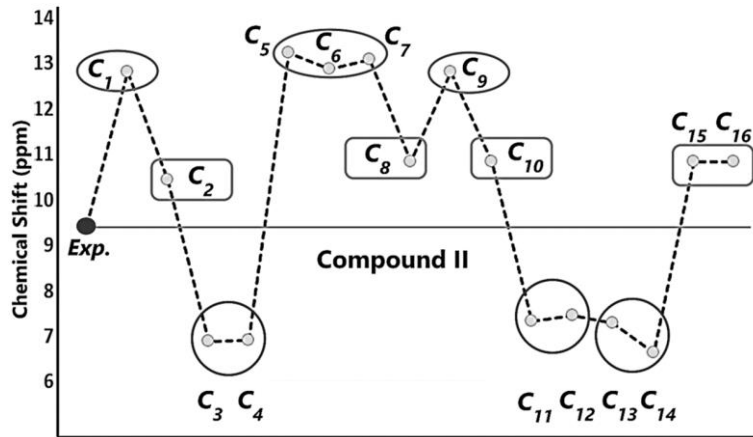 Chemical Shift (ppm)
14
13
12
11
10
9
8
7
6
Exp.
C1
C2
C3 C4
C5 C6 C7
C8
C9
C10
C11 C12 C13 C14
C15 C16
Compound II